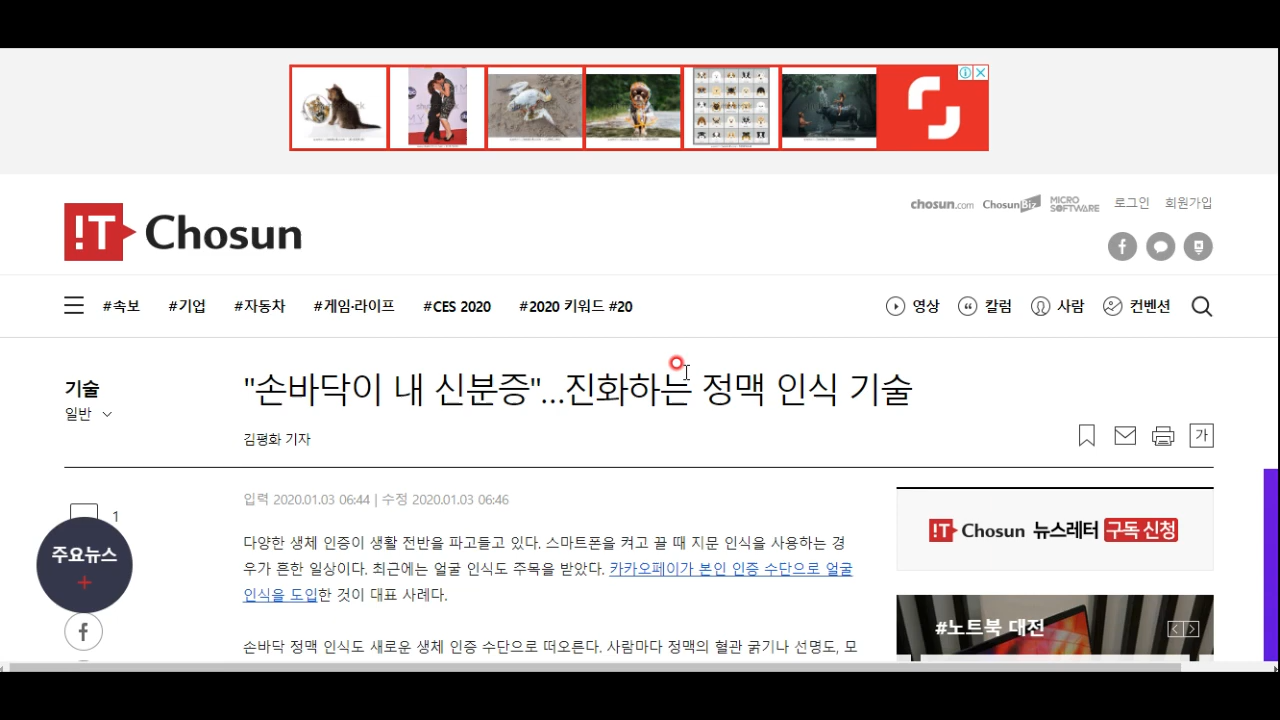 !T Chosun
chosun.com ChosunBiz MICRO SOFTWARE 로그인 회원가입
#속보 #기업 #자동차 #게임·라이프 #CES 2020 #2020 키워드 #20 영상 칼럼 사람 컨벤션
기술
일반
"손바닥이 내 신분증"...진화하는 정맥 인식 기술
김평화 기자
가
입력 2020.01.03 06:44 | 수정 2020.01.03 06:46
1
주요뉴스
+
다양한 생체 인증이 생활 전반을 파고들고 있다. 스마트폰을 켜고 끌 때 지문 인식을 사용하는 경
우가 흔한 일상이다. 최근에는 얼굴 인식도 주목을 받았다. 카카오페이가 본인 인증 수단으로 얼굴
인식을 도입한 것이 대표 사례다.
손바닥 정맥 인식도 새로운 생체 인증 수단으로 떠오른다. 사람마다 정맥의 혈관 굵기나 선명도, 모
!T Chosun 뉴스레터 구독 신청
#노트북 대전